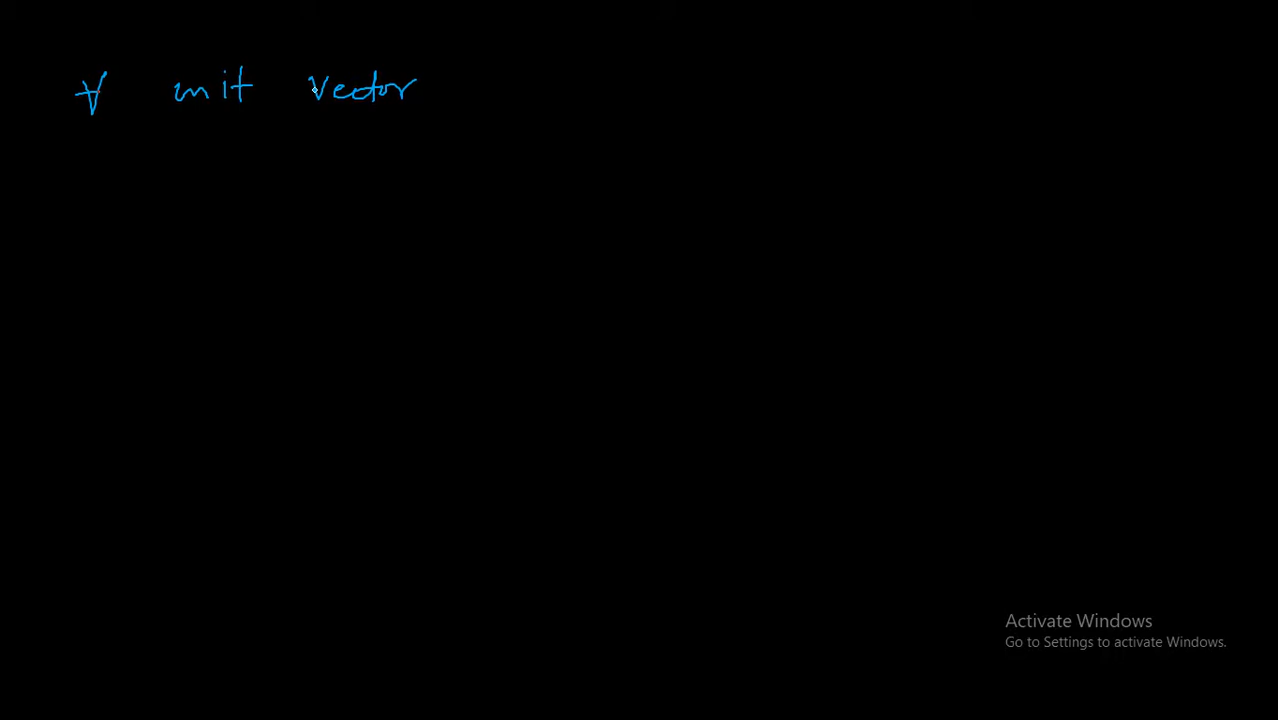 ∀ unit vector
Activate Windows
Go to Settings to activate Windows.